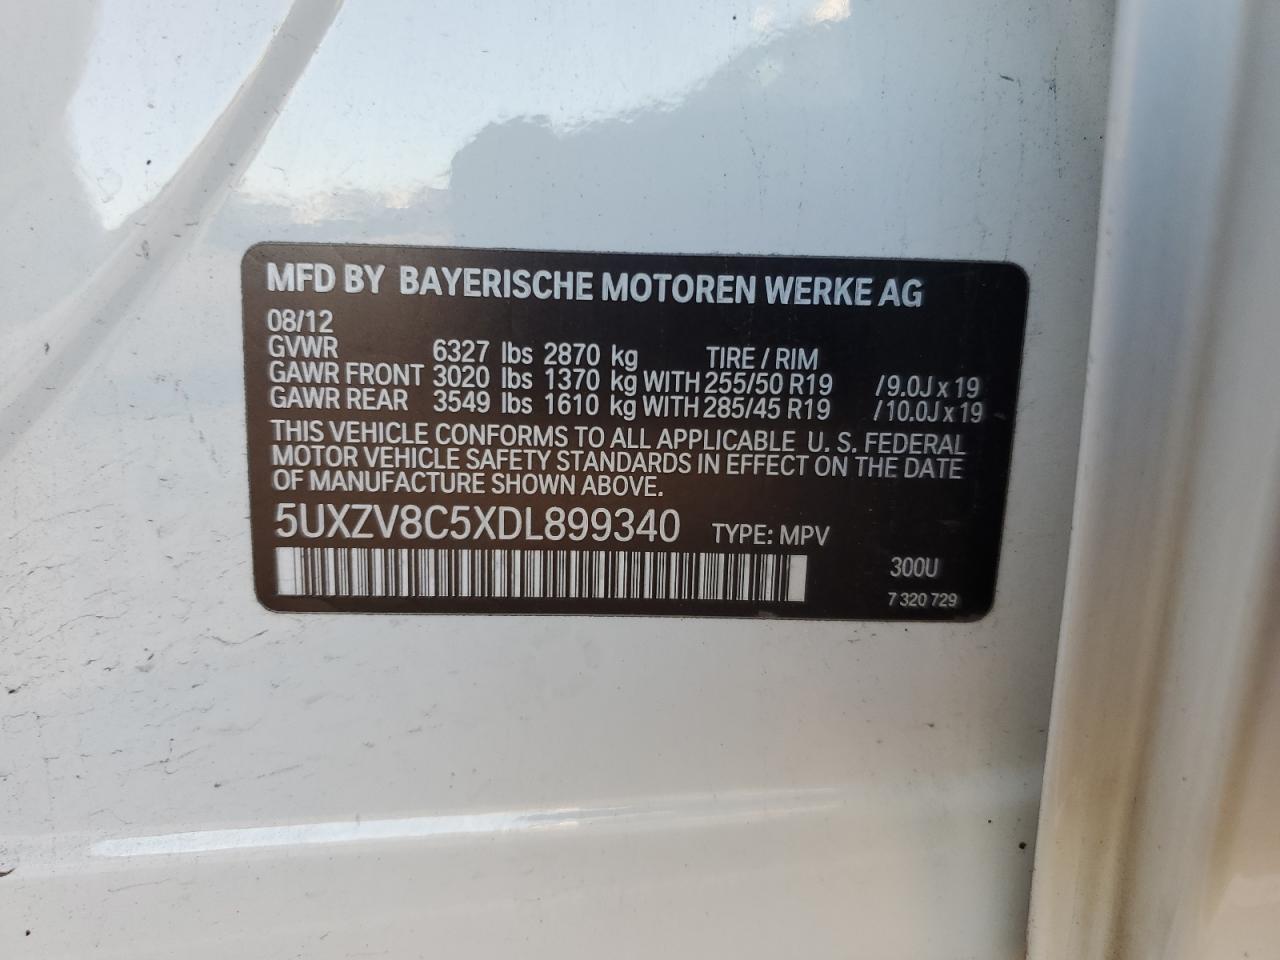 MFD BY BAYERISCHE MOTOREN WERKE AG
08/12
GVWR 6327 lbs 2870 kg TIRE / RIM
GAWR FRONT 3020 lbs 1370 kg WITH 255/50 R19 /9.0J x 19
GAWR REAR 3549 lbs 1610 kg WITH 285/45 R19 /10.0J x 19
THIS VEHICLE CONFORMS TO ALL APPLICABLE U. S. FEDERAL
MOTOR VEHICLE SAFETY STANDARDS IN EFFECT ON THE DATE
OF MANUFACTURE SHOWN ABOVE.
5UXZV8C5XDL899340 TYPE: MPV
300U
7 320 729